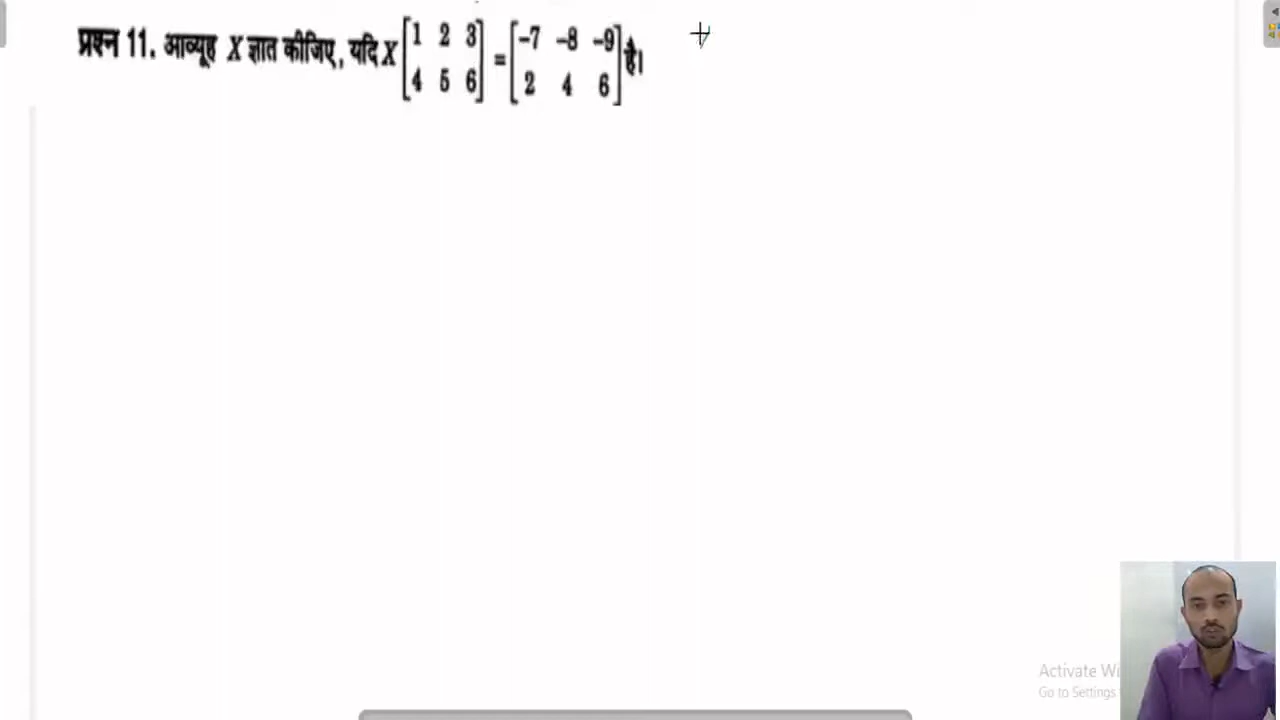 प्रश्न 11. आव्यूह X ज्ञात कीजिए, यदि X [1 2 3 4 5 6] = [-7 -8 -9 2 4 6] है।
Activate Wi
Go to Settings